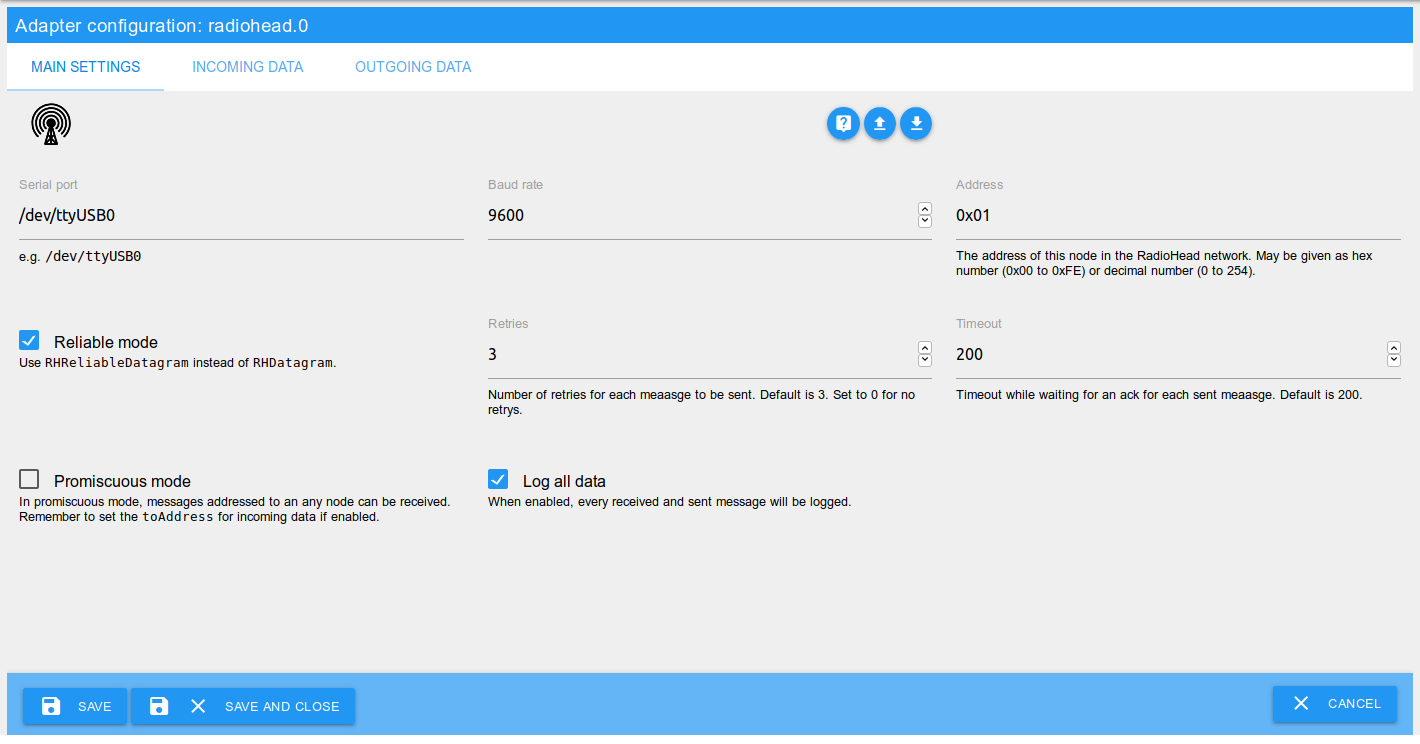 Adapter configuration: radiohead.0
MAIN SETTINGS INCOMING DATA OUTGOING DATA
?
Serial port Baud rate Address
/dev/ttyUSB0 9600 0x01
e.g. /dev/ttyUSB0
The address of this node in the RadioHead network. May be given as hex
number (0x00 to 0xFE) or decimal number (0 to 254).
Retries Timeout
Reliable mode 3 200
Use RHReliableDatagram instead of RHDatagram.
Number of retries for each meaasge to be sent. Default is 3. Set to 0 for no
retrys.
Timeout while waiting for an ack for each sent meaasge. Default is 200.
Promiscuous mode
In promiscuous mode, messages addressed to an any node can be received.
Remember to set the toAddress for incoming data if enabled.
Log all data
When enabled, every received and sent message will be logged.
SAVE SAVE AND CLOSE CANCEL